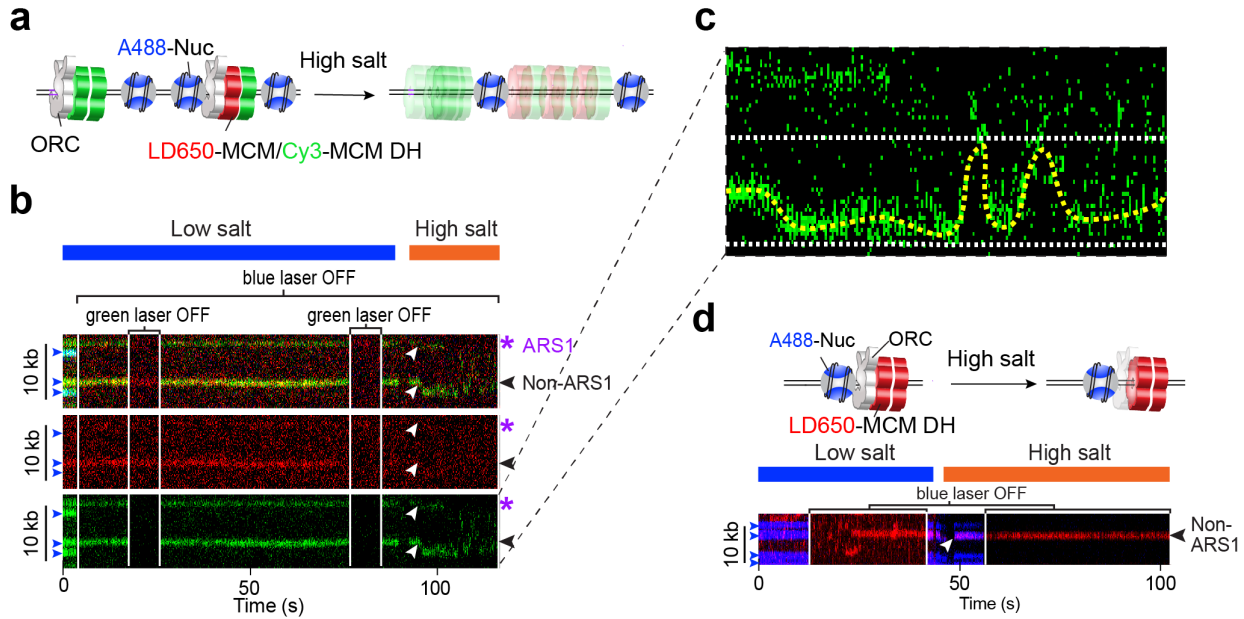 a
A488-Nuc
High salt
ORC
LD650-MCM/Cy3-MCM DH
b
Low salt
High salt
blue laser OFF
green laser OFF
green laser OFF
10 kb
* ARS1
Non-ARS1
10 kb
*
10 kb
*
0
50
100
Time (s)
c
d
A488-Nuc
ORC
High salt
LD650-MCM DH
Low salt
High salt
blue laser OFF
10 kb
Non-
ARS1
0
50
100
Time (s)